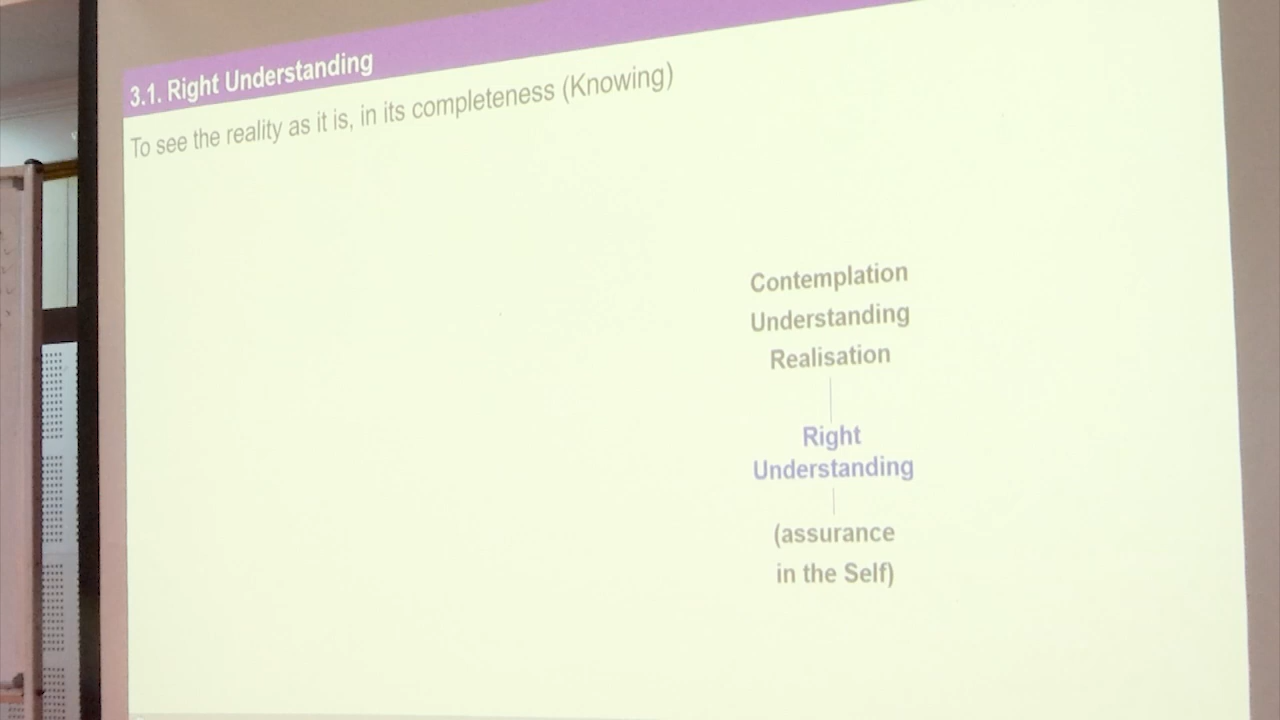 3.1. Right Understanding
To see the reality as it is, in its completeness (Knowing)
Contemplation
Understanding
Realisation
Right
Understanding
(assurance
in the Self)